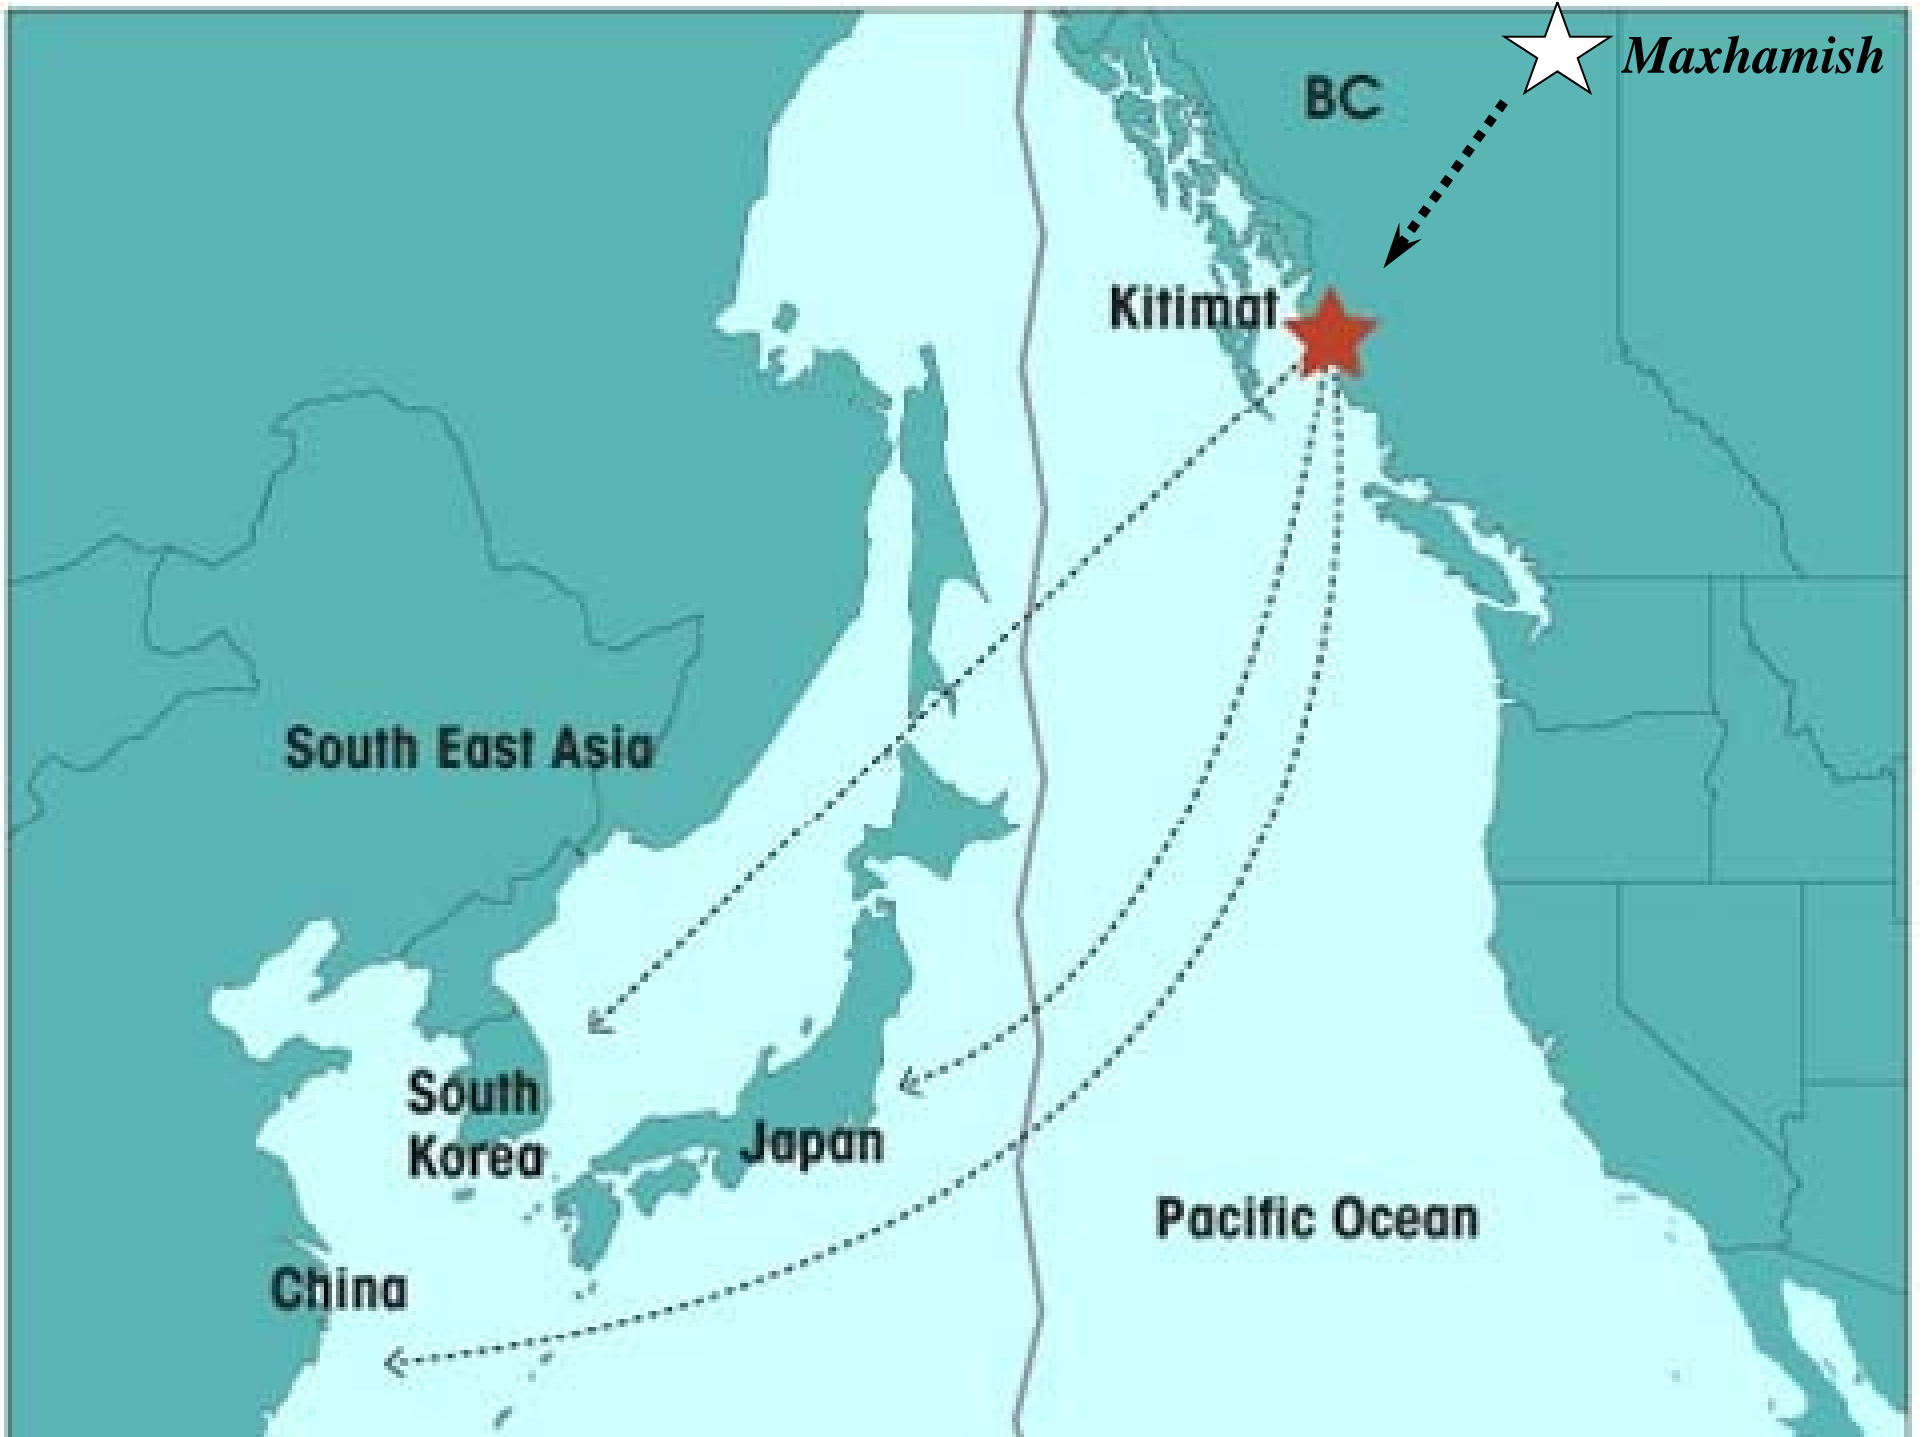 Maxhamish
BC
Kitimat
South East Asia
South
Korea
Japan
Pacific Ocean
China